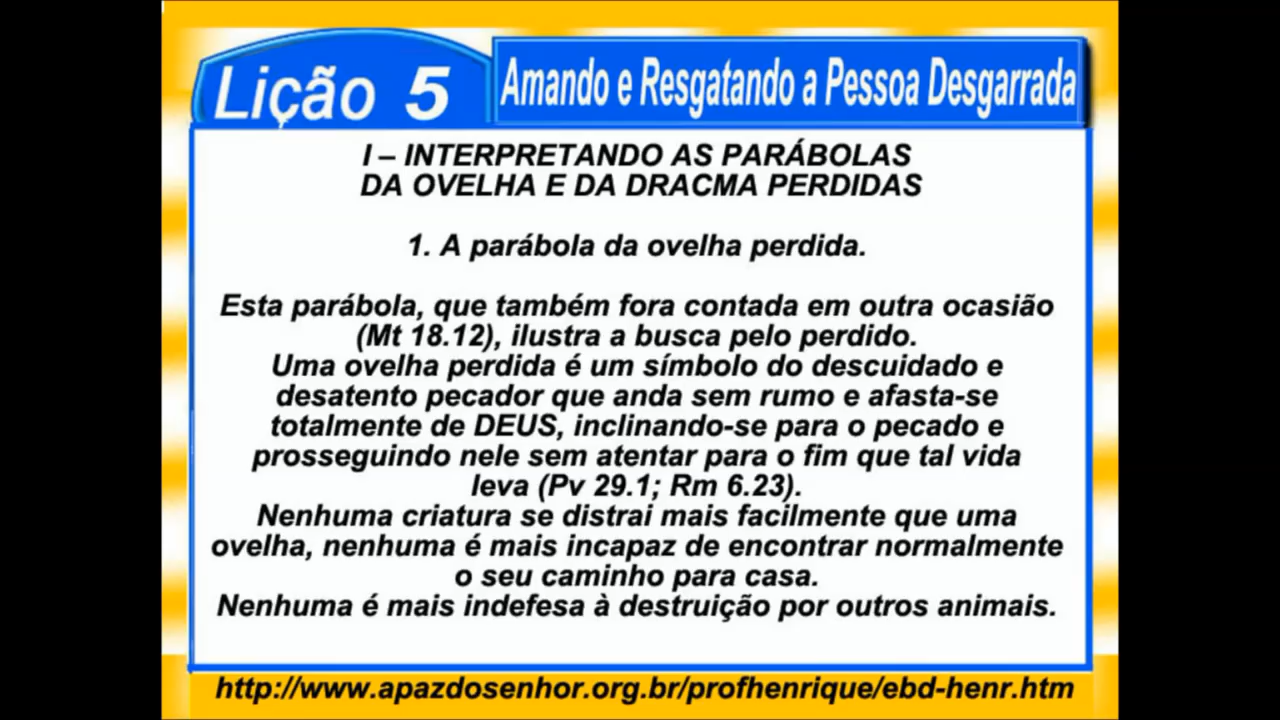 Lição 5
Amando e Resgatando a Pessoa Desgarrada
I – INTERPRETANDO AS PARÁBOLAS
DA OVELHA E DA DRACMA PERDIDAS
1. A parábola da ovelha perdida.
Esta parábola, que também fora contada em outra ocasião
(Mt 18.12), ilustra a busca pelo perdido.
Uma ovelha perdida é um símbolo do descuidado e
desatento pecador que anda sem rumo e afasta-se
totalmente de DEUS, inclinando-se para o pecado e
prosseguindo nele sem atentar para o fim que tal vida
leva (Pv 29.1; Rm 6.23).
Nenhuma criatura se distrai mais facilmente que uma
ovelha, nenhuma é mais incapaz de encontrar normalmente
o seu caminho para casa.
Nenhuma é mais indefesa à destruição por outros animais.
http://www.apazdosenhor.org.br/profhenrique/ebd-henr.htm